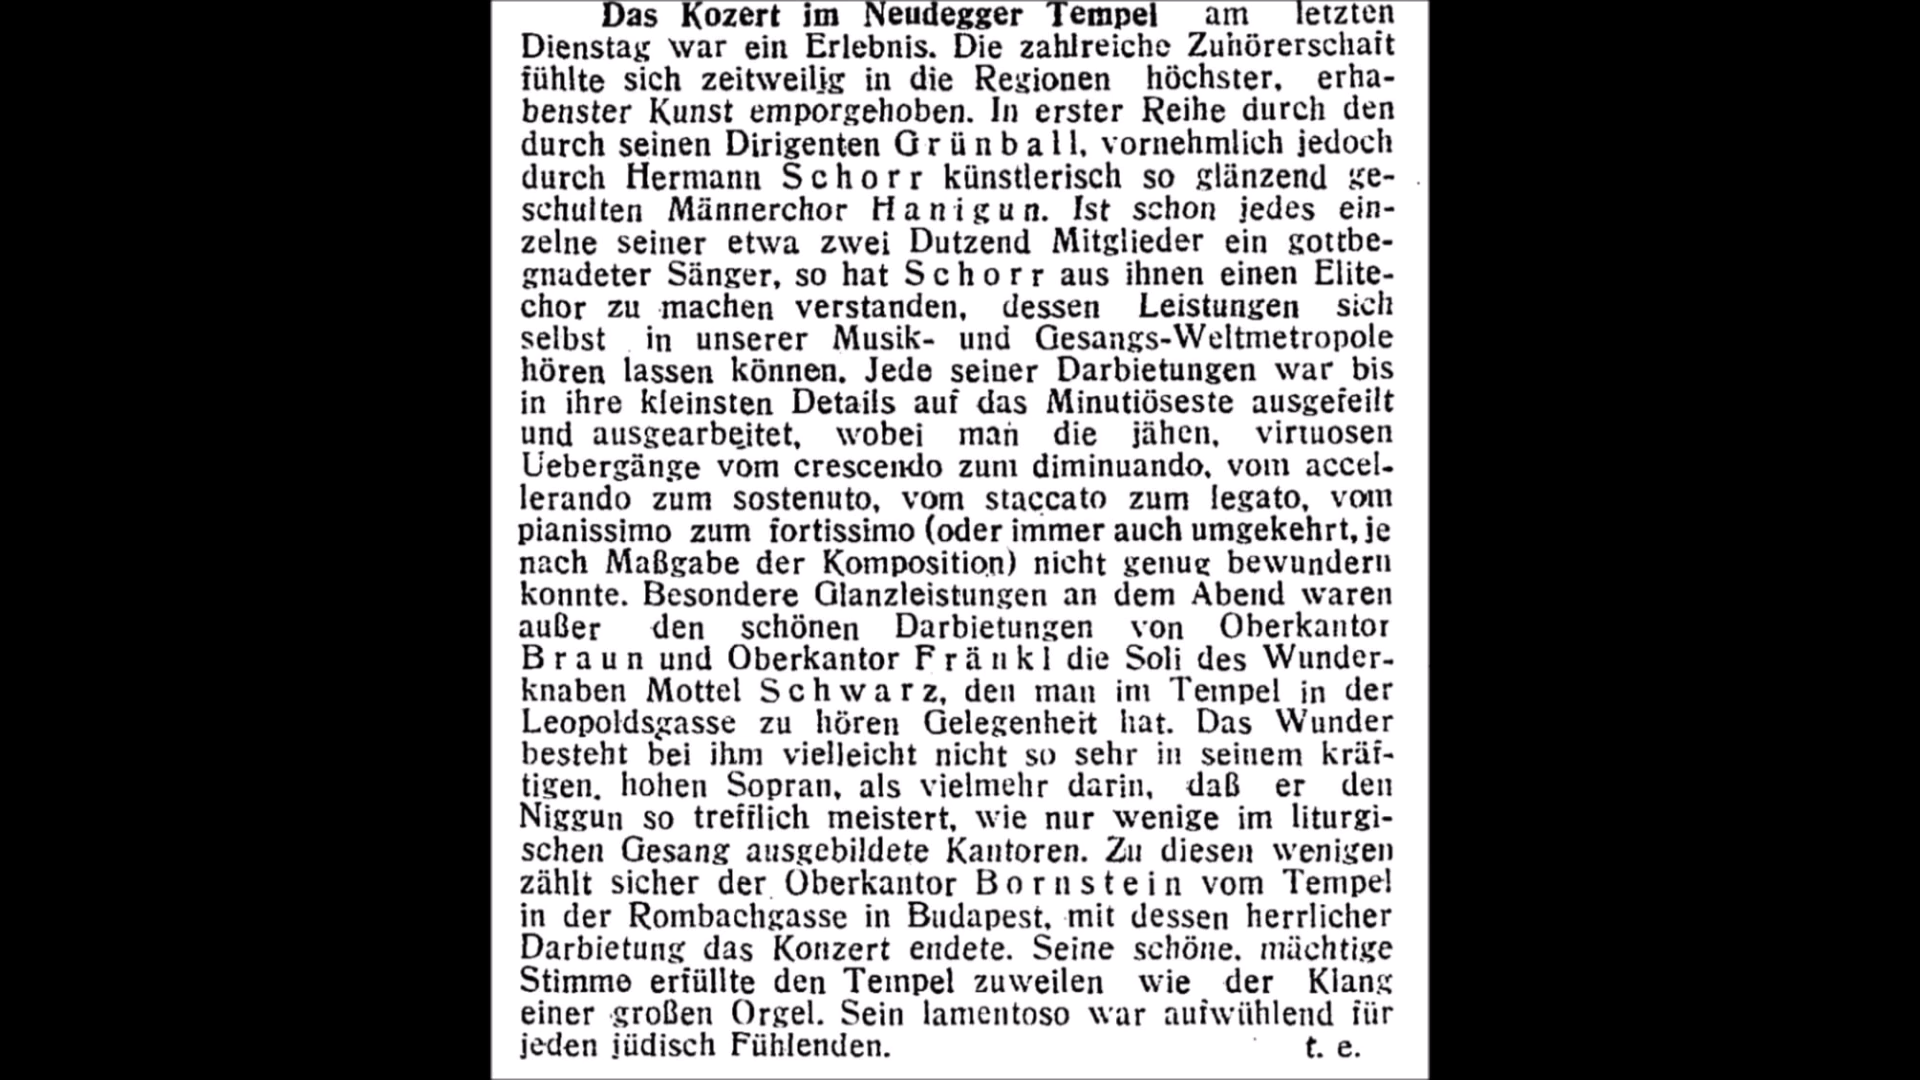 Das Kozert im Neudegger Tempel am letzten
Dienstag war ein Erlebnis. Die zahlreiche Zuhörerschaft
fühlte sich zeitweilig in die Regionen höchster, erha-
benster Kunst emporgehoben. In erster Reihe durch den
durch seinen Dirigenten Grünball, vornehmlich jedoch
durch Hermann Schorr künstlerisch so glänzend ge-
schulten Männerchor Hanigun. Ist schon jedes ein-
zelne seiner etwa zwei Dutzend Mitglieder ein gottbe-
gnadeter Sänger, so hat Schorr aus ihnen einen Elite-
chor zu machen verstanden, dessen Leistungen sich
selbst in unserer Musik- und Gesangs-Weltmetropole
hören lassen können. Jede seiner Darbietungen war bis
in ihre kleinsten Details auf das Minutiöseste ausgefeilt
und ausgearbeitet, wobei man die jähen, virtuosen
Uebergänge vom crescendo zum diminuando, vom accel-
lerando zum sostenuto, vom staccato zum legato, vom
pianissimo zum fortissimo (oder immer auch umgekehrt, je
nach Maßgabe der Komposition) nicht genug bewundern
konnte. Besondere Glanzleistungen an dem Abend waren
außer den schönen Darbietungen von Oberkantor
Braun und Oberkantor Fränkl die Soli des Wunder-
knaben Mottel Schwarz, den man im Tempel in der
Leopoldsgasse zu hören Gelegenheit hat. Das Wunder
besteht bei ihm vielleicht nicht so sehr in seinem kräf-
tigen, hohen Sopran, als vielmehr darin, daß er den
Niggun so trefflich meistert, wie nur wenige im liturgi-
schen Gesang ausgebildete Kantoren. Zu diesen wenigen
zählt sicher der Oberkantor Bornstein vom Tempel
in der Rombachgasse in Budapest, mit dessen herrlicher
Darbietung das Konzert endete. Seine schöne, mächtige
Stimme erfüllte den Tempel zuweilen wie der Klang
einer großen Orgel. Sein lamentoso war aufwühlend für
jeden jüdisch Fühlenden. t. e.